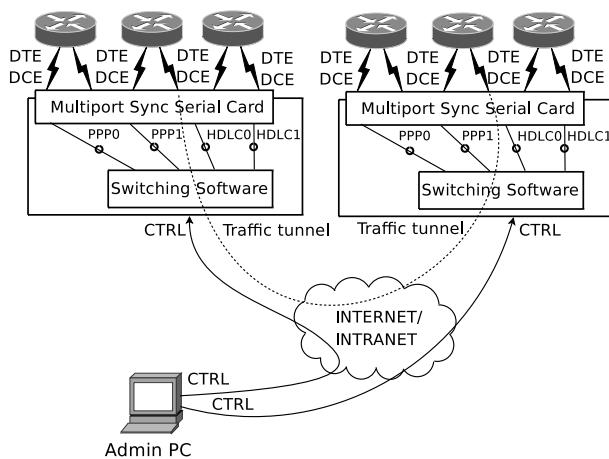 DTE DTE DTE
DCE DCE DCE
Multiport Sync Serial Card
PPP0 PPP1 HDLC0 HDLC1
Switching Software
CTRL Traffic tunnel
DTE DTE DTE
DCE DCE DCE
Multiport Sync Serial Card
PPP0 PPP1 HDLC0 HDLC1
Switching Software
Traffic tunnel CTRL
INTERNET/
INTRANET
CTRL
CTRL
Admin PC